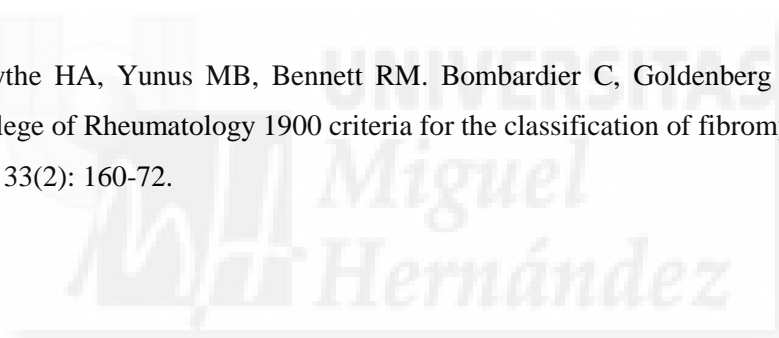 ythe HA, Yunus MB, Bennett RM. Bombardier C, Goldenberg
lege of Rheumatology 1900 criteria for the classification of fibrom
33(2): 160-72.
UNIVERSITAS
Miguel
Hernández